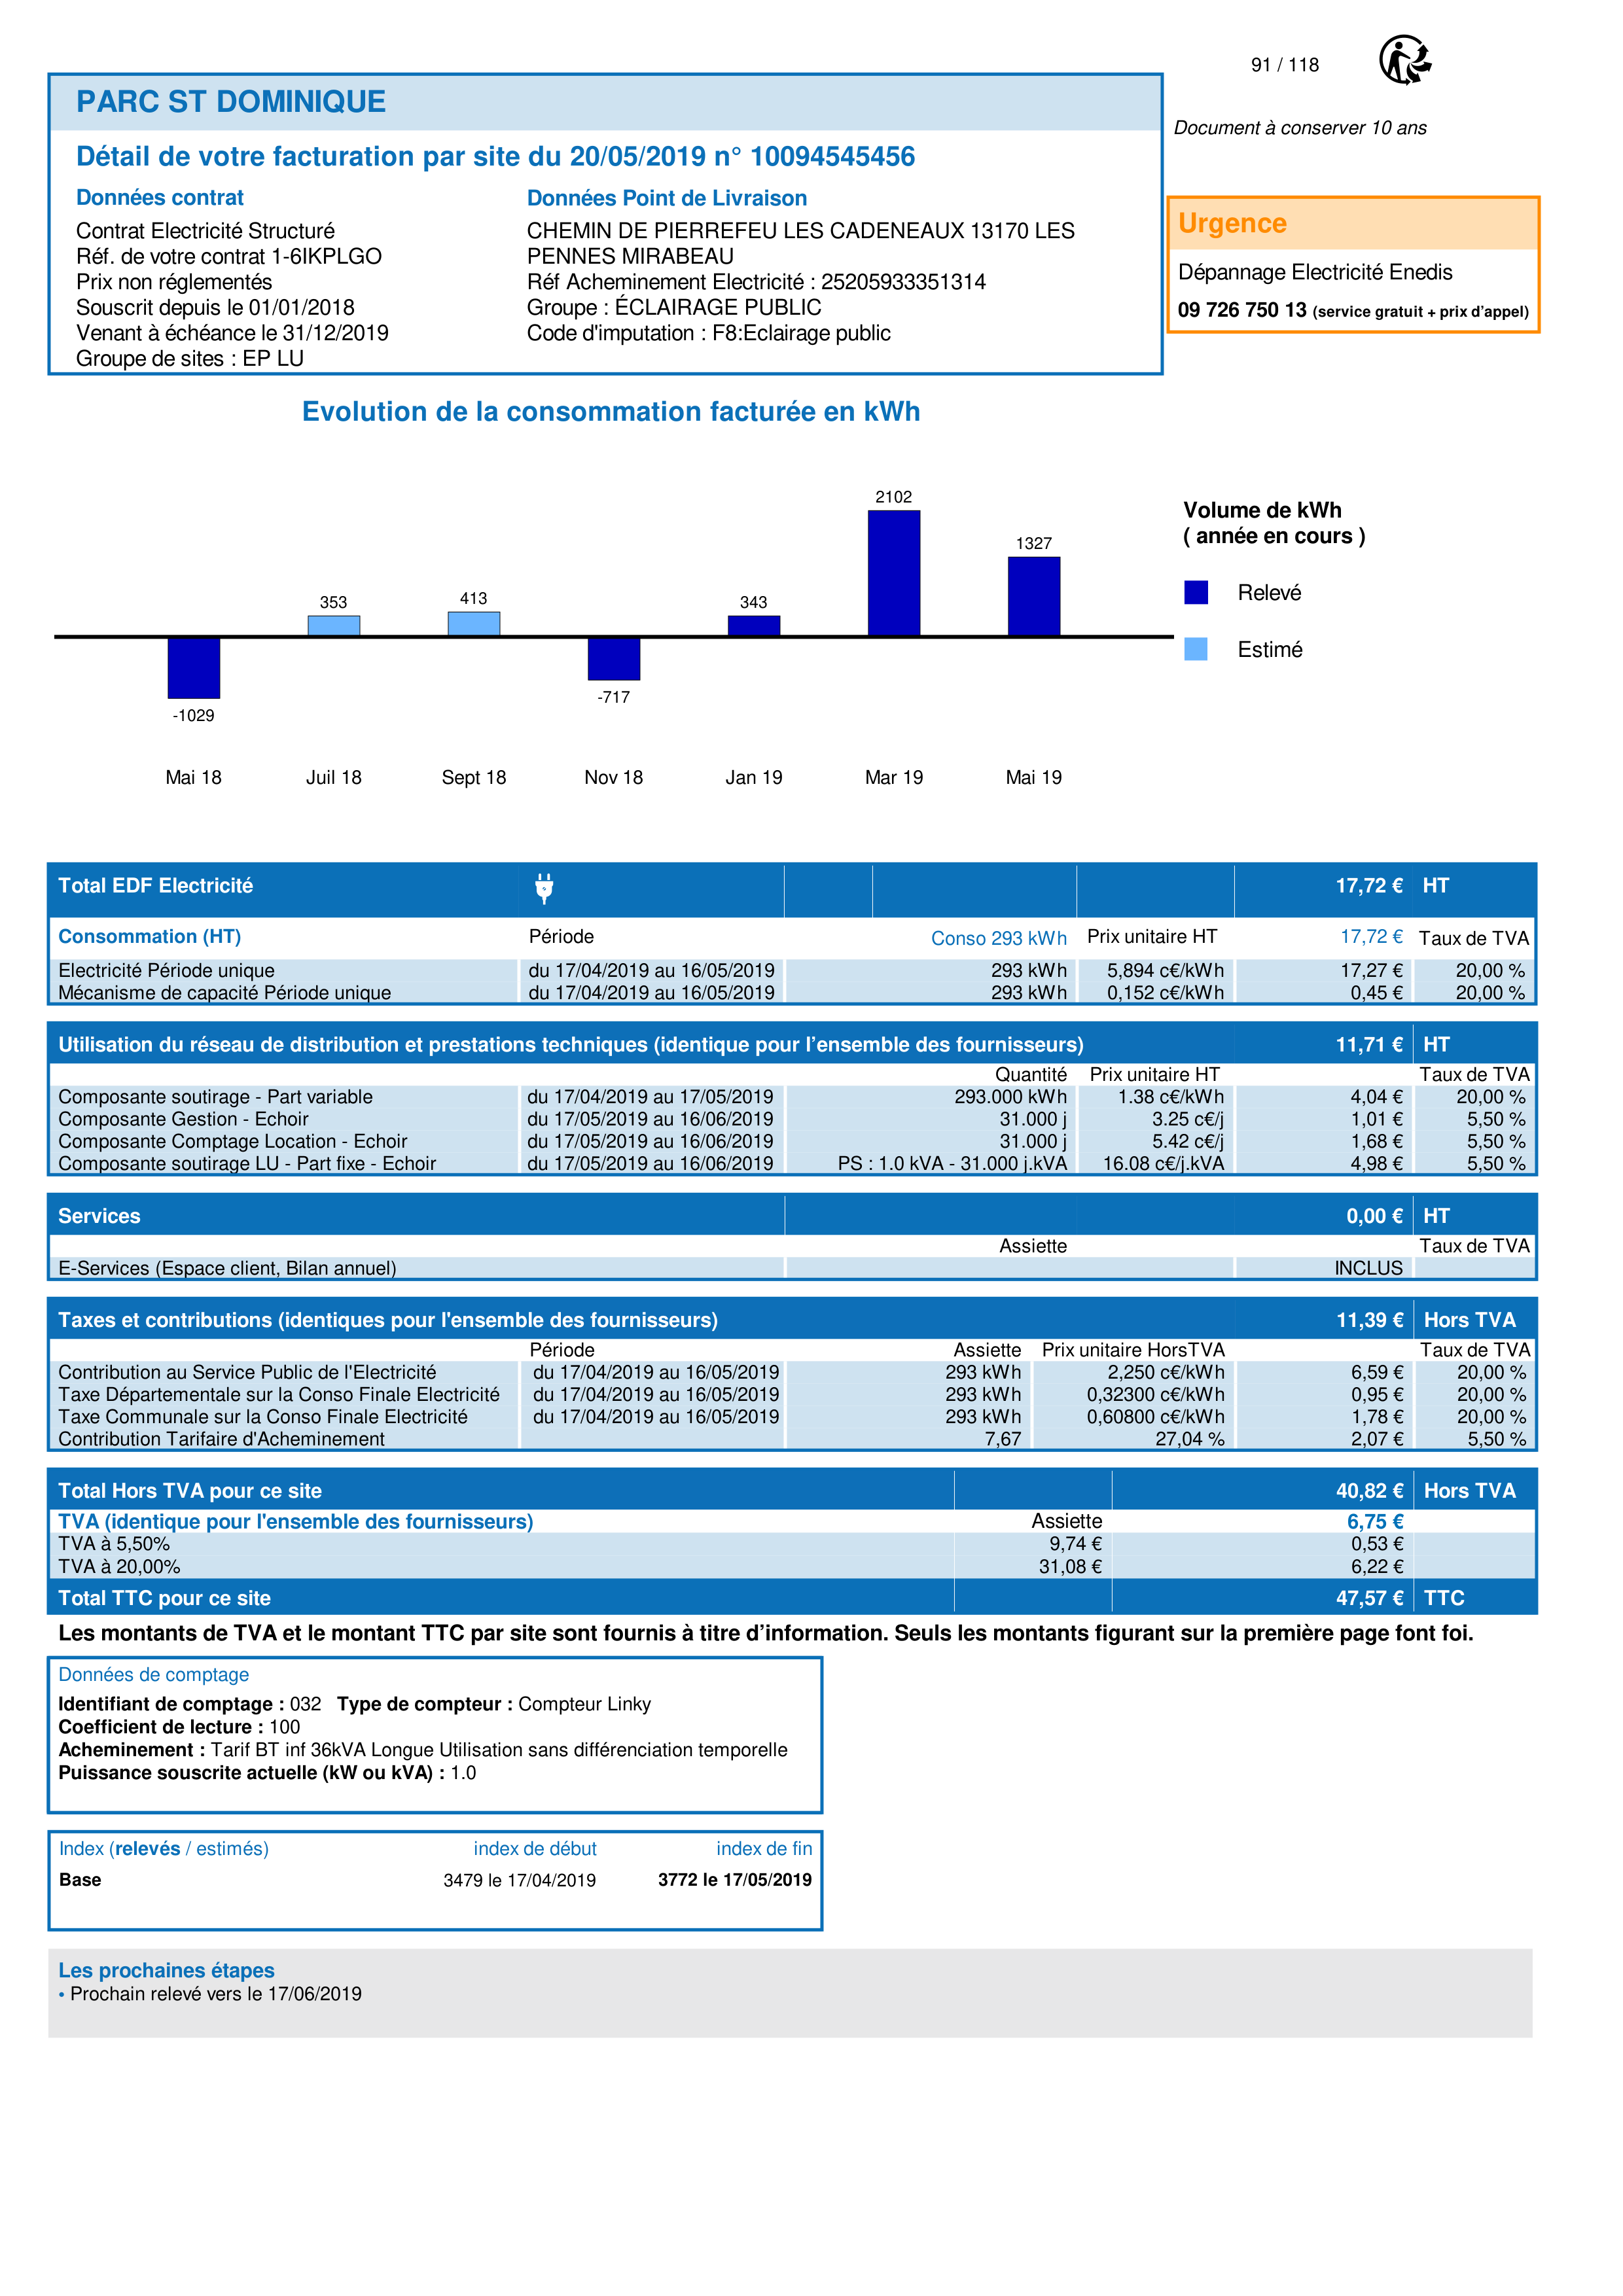 91 / 118
PARC ST DOMINIQUE
Document à conserver 10 ans
Détail de votre facturation par site du 20/05/2019 n° 10094545456
Données contrat
Contrat Electricité Structuré
Réf. de votre contrat 1-6IKPLGO
Prix non réglementés
Souscrit depuis le 01/01/2018
Venant à échéance le 31/12/2019
Groupe de sites : EP LU
Données Point de Livraison
CHEMIN DE PIERREFEU LES CADENEAUX 13170 LES
PENNES MIRABEAU
Réf Acheminement Electricité : 25205933351314
Groupe : ÉCLAIRAGE PUBLIC
Code d'imputation : F8:Eclairage public
Urgence
Dépannage Electricité Enedis
09 726 750 13 (service gratuit + prix d'appel)
Evolution de la consommation facturée en kWh
2102
1327
353
413
343
-717
-1029
Mai 18 Juil 18 Sept 18 Nov 18 Jan 19 Mar 19 Mai 19
Volume de kWh
( année en cours )
Relevé
Estimé
Total EDF Electricité 17,72 € HT
Consommation (HT) Période Conso 293 kWh Prix unitaire HT 17,72 € Taux de TVA
Electricité Période unique du 17/04/2019 au 16/05/2019 293 kWh 5,894 c€/kWh 17,27 € 20,00 %
Mécanisme de capacité Période unique du 17/04/2019 au 16/05/2019 293 kWh 0,152 c€/kWh 0,45 € 20,00 %
Utilisation du réseau de distribution et prestations techniques (identique pour l'ensemble des fournisseurs) 11,71 € HT
Quantité Prix unitaire HT Taux de TVA
Composante soutirage - Part variable du 17/04/2019 au 17/05/2019 293.000 kWh 1.38 c€/kWh 4,04 € 20,00 %
Composante Gestion - Echoir du 17/05/2019 au 16/06/2019 31.000 j 3.25 c€/j 1,01 € 5,50 %
Composante Comptage Location - Echoir du 17/05/2019 au 16/06/2019 31.000 j 5.42 c€/j 1,68 € 5,50 %
Composante soutirage LU - Part fixe - Echoir du 17/05/2019 au 16/06/2019 PS : 1.0 kVA - 31.000 j.kVA 16.08 c€/j.kVA 4,98 € 5,50 %
Services 0,00 € HT
Assiette Taux de TVA
E-Services (Espace client, Bilan annuel) INCLUS
Taxes et contributions (identiques pour l'ensemble des fournisseurs) 11,39 € Hors TVA
Période Assiette Prix unitaire HorsTVA Taux de TVA
Contribution au Service Public de l'Electricité du 17/04/2019 au 16/05/2019 293 kWh 2,250 c€/kWh 6,59 € 20,00 %
Taxe Départementale sur la Conso Finale Electricité du 17/04/2019 au 16/05/2019 293 kWh 0,32300 c€/kWh 0,95 € 20,00 %
Taxe Communale sur la Conso Finale Electricité du 17/04/2019 au 16/05/2019 293 kWh 0,60800 c€/kWh 1,78 € 20,00 %
Contribution Tarifaire d'Acheminement 7,67 27,04 % 2,07 € 5,50 %
Total Hors TVA pour ce site 40,82 € Hors TVA
TVA (identique pour l'ensemble des fournisseurs) Assiette 6,75 €
TVA à 5,50% 9,74 € 0,53 €
TVA à 20,00% 31,08 € 6,22 €
Total TTC pour ce site 47,57 € TTC
Les montants de TVA et le montant TTC par site sont fournis à titre d'information. Seuls les montants figurant sur la première page font foi.
Données de comptage
Identifiant de comptage : 032 Type de compteur : Compteur Linky
Coefficient de lecture : 100
Acheminement : Tarif BT inf 36kVA Longue Utilisation sans différenciation temporelle
Puissance souscrite actuelle (kW ou kVA) : 1.0
Index (relevés / estimés) index de début index de fin
Base 3479 le 17/04/2019 3772 le 17/05/2019
Les prochaines étapes
• Prochain relevé vers le 17/06/2019